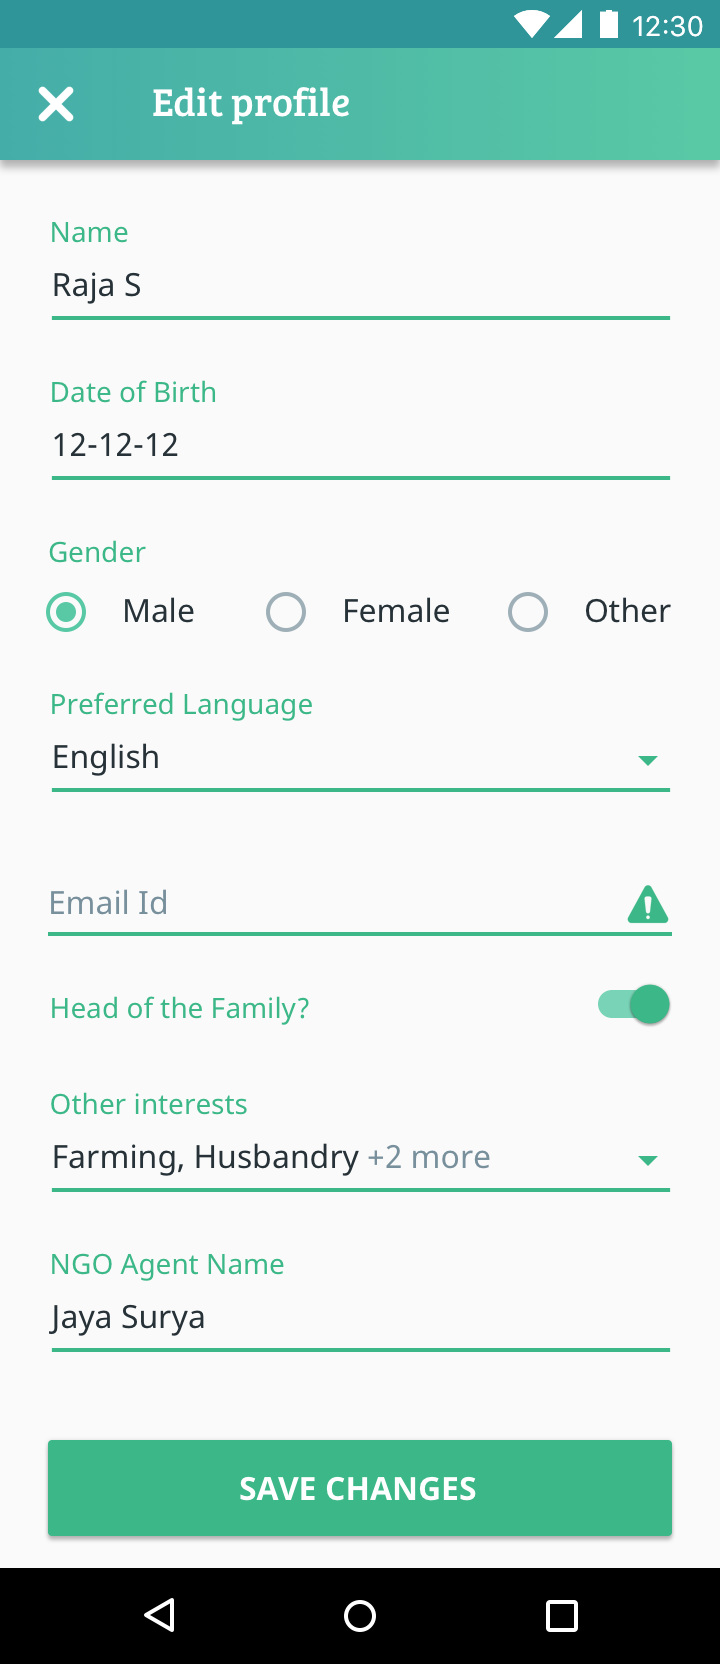 12:30
Edit profile
Name
Raja S
Date of Birth
12-12-12
Gender
Male Female Other
Preferred Language
English
Email Id
Head of the Family?
Other interests
Farming, Husbandry +2 more
NGO Agent Name
Jaya Surya
SAVE CHANGES